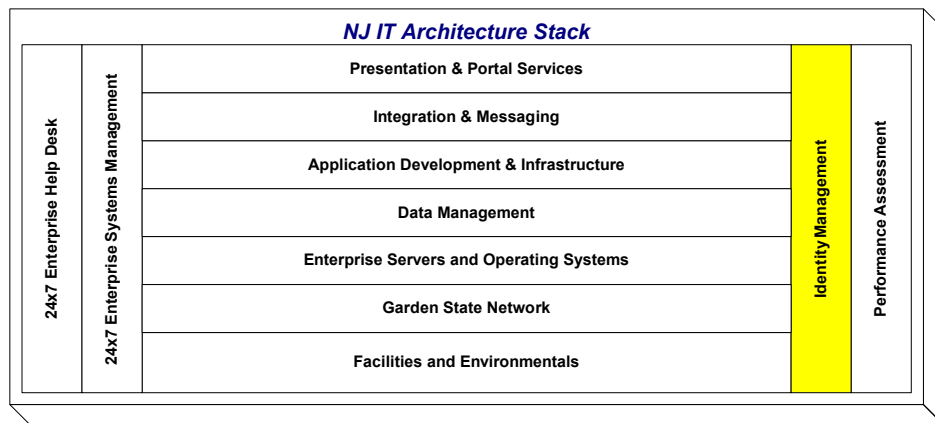 NJ IT Architecture Stack
24x7 Enterprise Help Desk
24x7 Enterprise Systems Management
Presentation & Portal Services
Integration & Messaging
Application Development & Infrastructure
Data Management
Enterprise Servers and Operating Systems
Garden State Network
Facilities and Environmentals
Identity Management
Performance Assessment